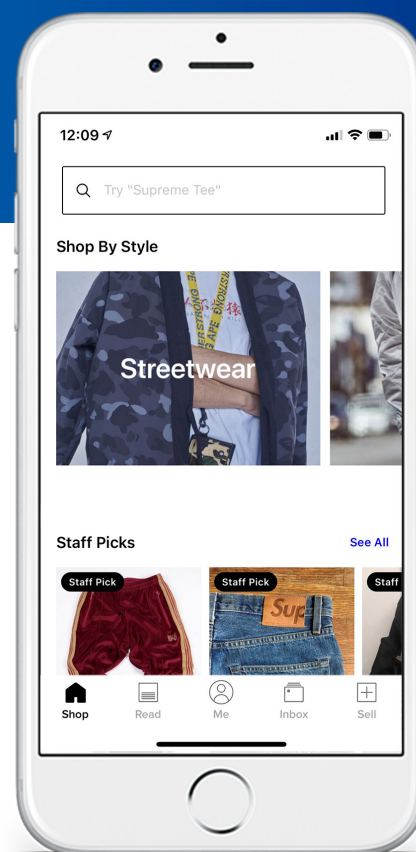 12:09
Try "Supreme Tee"
Shop By Style
Streetwear
Staff Picks
See All
Staff Pick
Staff Pick
Staff
Sup
Shop
Read
Me
Inbox
Sell